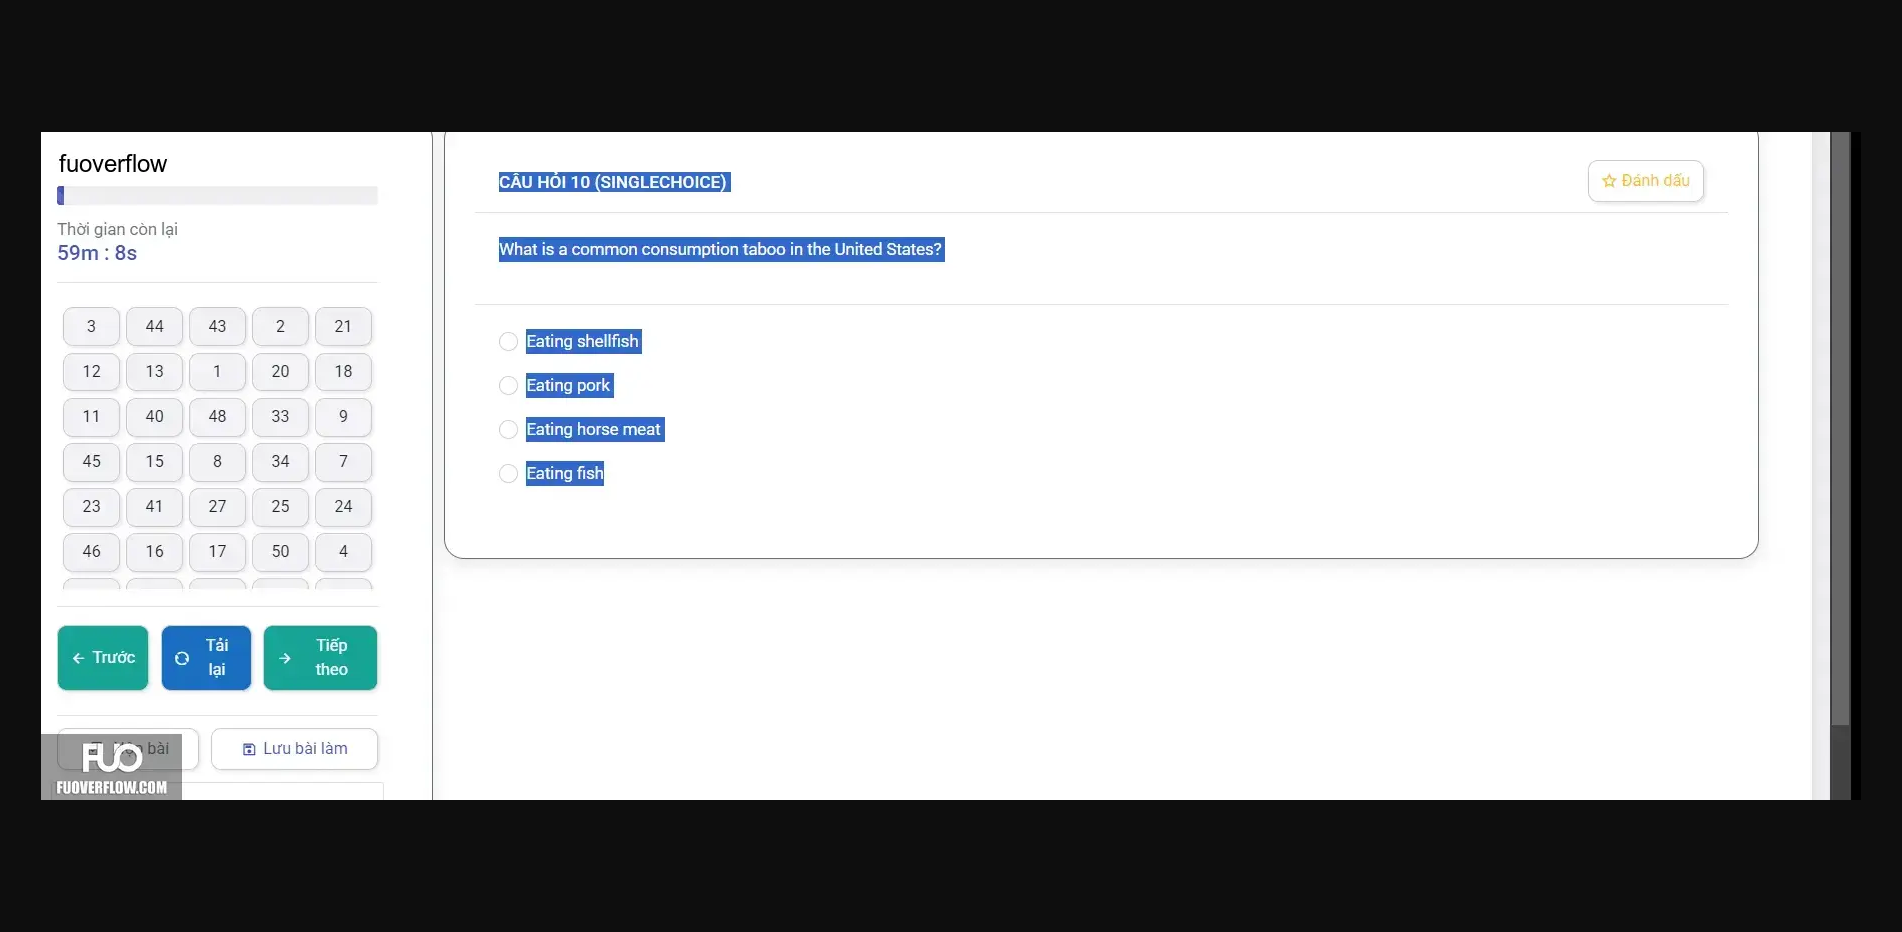 fuoverflow
Thời gian còn lại
59m : 8s
3 44 43 2 21
12 13 1 20 18
11 40 48 33 9
45 15 8 34 7
23 41 27 25 24
46 16 17 50 4
Trước
Tải lại
Tiếp theo
bài
Lưu bài làm
FUO
FUOVERFLOW.COM
CÂU HỎI 10 (SINGLECHOICE)
Đánh dấu
What is a common consumption taboo in the United States?
Eating shellfish
Eating pork
Eating horse meat
Eating fish